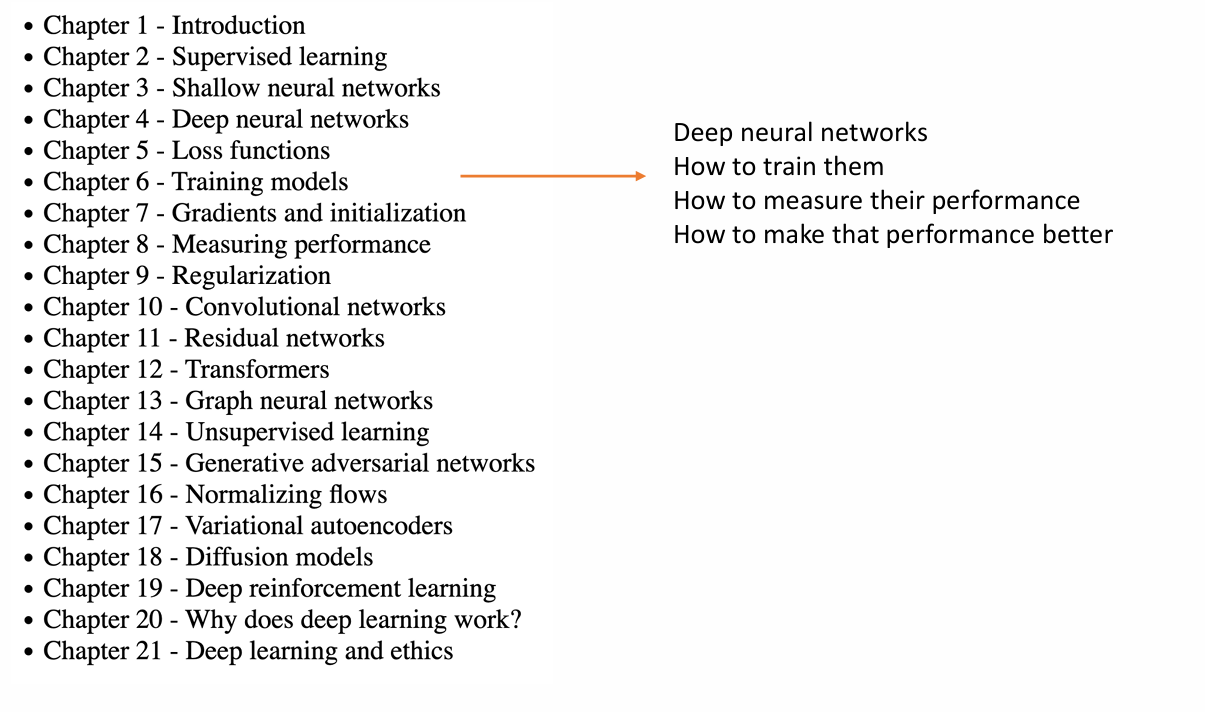 • Chapter 1 - Introduction
• Chapter 2 - Supervised learning
• Chapter 3 - Shallow neural networks
• Chapter 4 - Deep neural networks
• Chapter 5 - Loss functions
• Chapter 6 - Training models
• Chapter 7 - Gradients and initialization
• Chapter 8 - Measuring performance
• Chapter 9 - Regularization
• Chapter 10 - Convolutional networks
• Chapter 11 - Residual networks
• Chapter 12 - Transformers
• Chapter 13 - Graph neural networks
• Chapter 14 - Unsupervised learning
• Chapter 15 - Generative adversarial networks
• Chapter 16 - Normalizing flows
• Chapter 17 - Variational autoencoders
• Chapter 18 - Diffusion models
• Chapter 19 - Deep reinforcement learning
• Chapter 20 - Why does deep learning work?
• Chapter 21 - Deep learning and ethics
Deep neural networks
How to train them
How to measure their performance
How to make that performance better